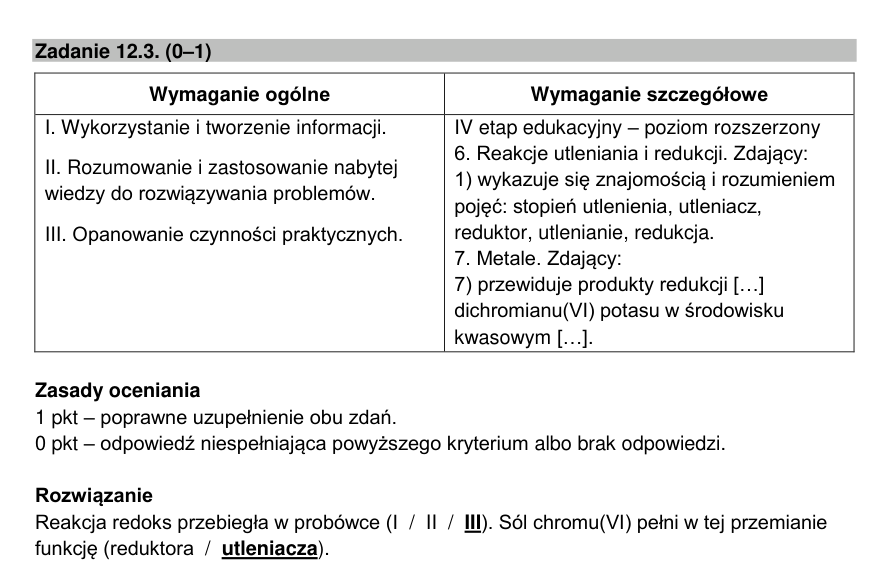 Zadanie 12.3. (0–1)
Wymaganie ogólne
Wymaganie szczegółowe
I. Wykorzystanie i tworzenie informacji.
II. Rozumowanie i zastosowanie nabytej
wiedzy do rozwiązywania problemów.
III. Opanowanie czynności praktycznych.
IV etap edukacyjny – poziom rozszerzony
6. Reakcje utleniania i redukcji. Zdający:
1) wykazuje się znajomością i rozumieniem
pojęć: stopień utlenienia, utleniacz,
reduktor, utlenianie, redukcja.
7. Metale. Zdający:
7) przewiduje produkty redukcji […]
dichromianu(VI) potasu w środowisku
kwasowym […].
Zasady oceniania
1 pkt – poprawne uzupełnienie obu zdań.
0 pkt – odpowiedź niespełniająca powyższego kryterium albo brak odpowiedzi.
Rozwiązanie
Reakcja redoks przebiegła w probówce (I / II / III). Sól chromu(VI) pełni w tej przemianie
funkcję (reduktora / utleniacza).